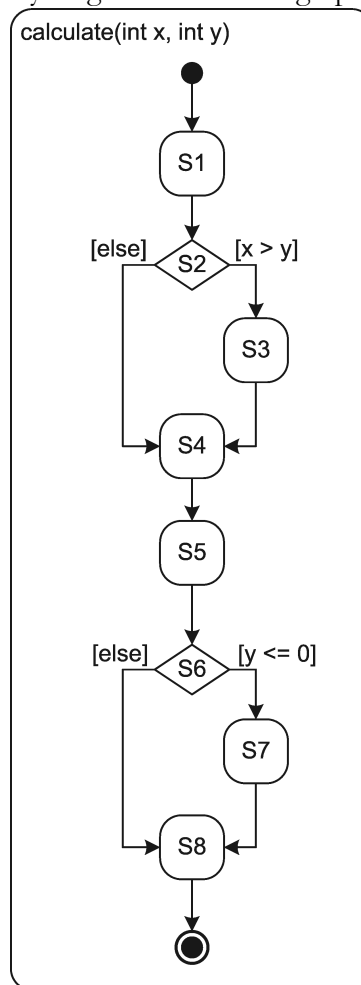 calculate(int x, int y)
S1
[else] S2 [x > y]
S3
S4
S5
[else] S6 [y <= 0]
S7
S8